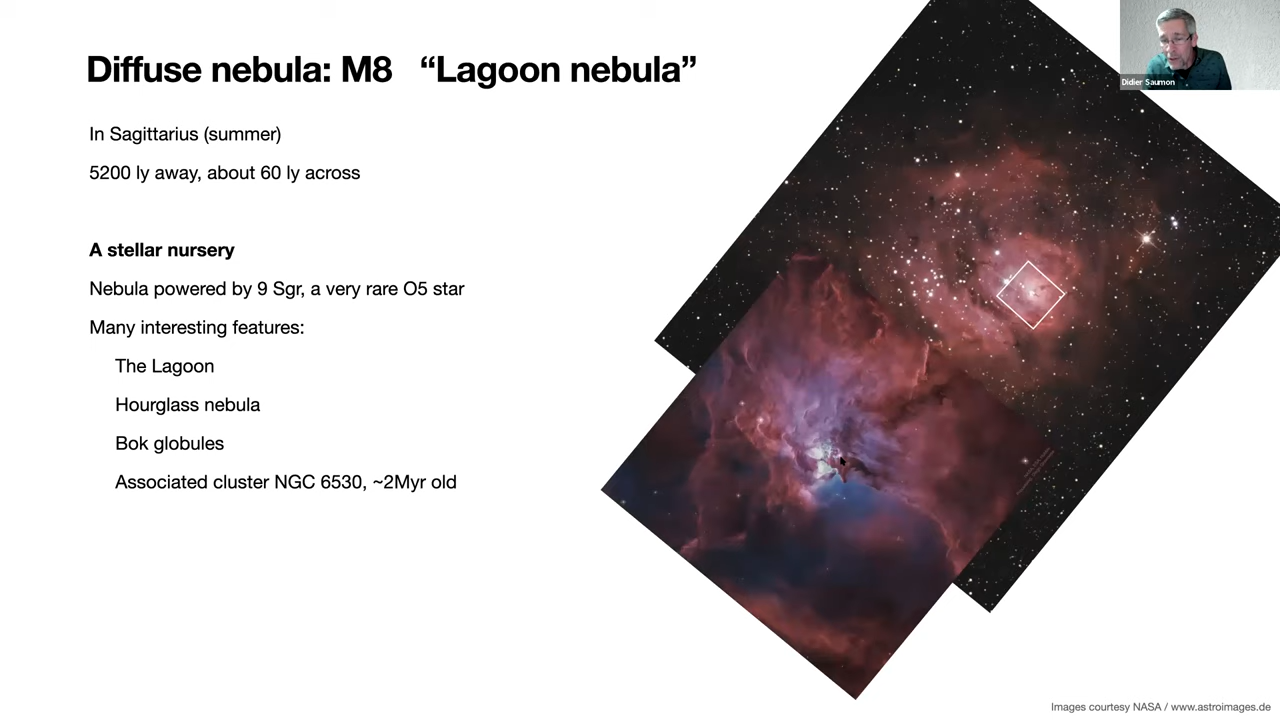 Diffuse nebula: M8 “Lagoon nebula”
Didier Saumon
In Sagittarius (summer)
5200 ly away, about 60 ly across
A stellar nursery
Nebula powered by 9 Sgr, a very rare O5 star
Many interesting features:
The Lagoon
Hourglass nebula
Bok globules
Associated cluster NGC 6530, ~2Myr old
Images courtesy NASA / www.astroimages.de